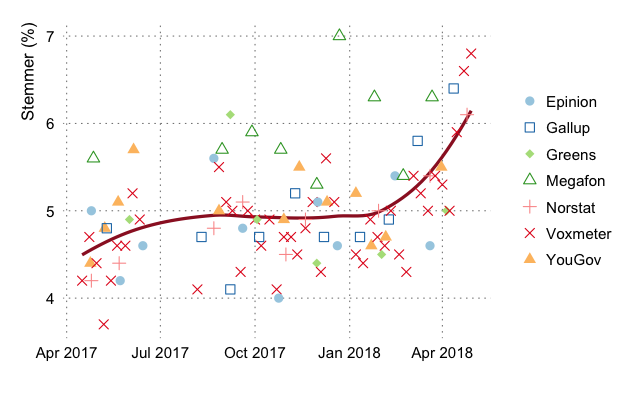 Stemmer (%)
7
6
5
4
Apr 2017
Jul 2017
Oct 2017
Jan 2018
Apr 2018
Epinion
Gallup
Greens
Megafon
Norstat
Voxmeter
YouGov